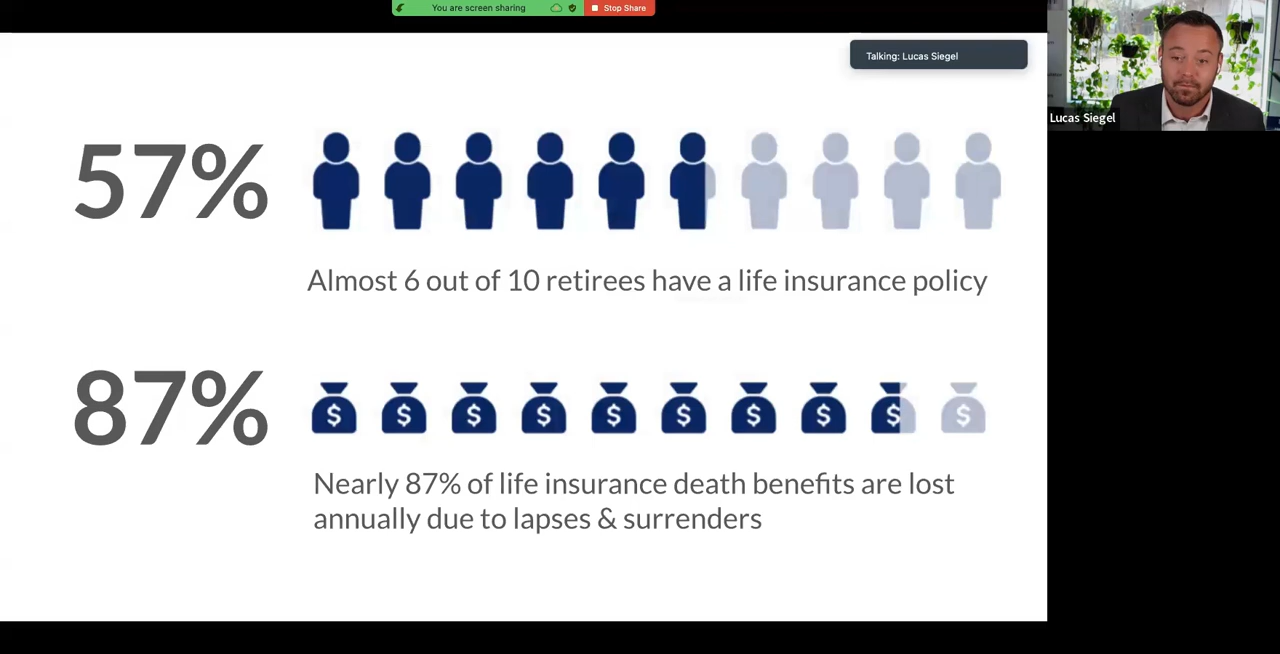 You are screen sharing
Stop Share
Talking: Lucas Siegel
Lucas Siegel
57%
Almost 6 out of 10 retirees have a life insurance policy
87%
$ $ $ $ $ $ $ $ $ $
Nearly 87% of life insurance death benefits are lost
annually due to lapses & surrenders